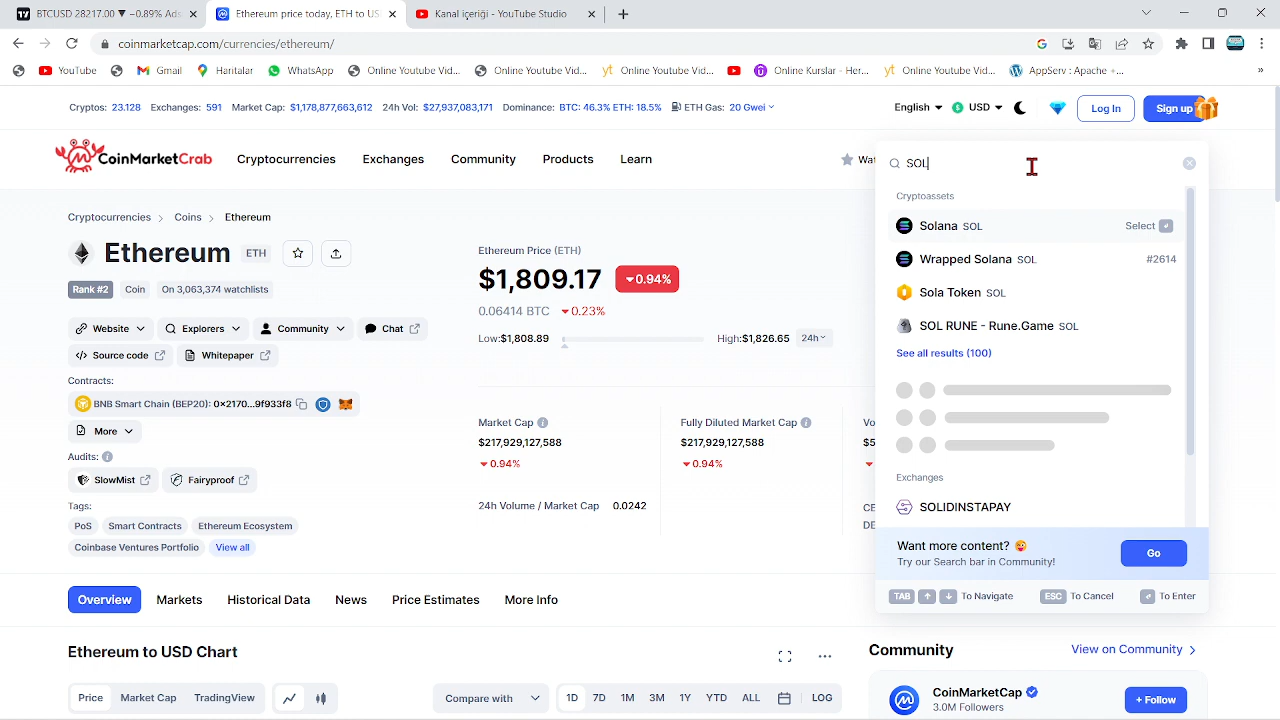 BTCUSD 28217.00 ▼ −0.89% Ads
Ethereum price today, ETH to US
Kanal içeriği - YouTube Studio
coinmarketcap.com/currencies/ethereum/
YouTube
Gmail
Haritalar
WhatsApp
Online Youtube Vid...
Online Youtube Vid...
Online Youtube Vid...
Online Kurslar - Her...
Online Youtube Vid...
AppServ : Apache +...
»
Cryptos: 23.128 Exchanges: 591 Market Cap: $1,178,877,663,612 24h Vol: $27,937,083,171 Dominance: BTC: 46.3% ETH: 18.5% ETH Gas: 20 Gwei
English
USD
Log In
Sign up
CoinMarketCrab
Cryptocurrencies
Exchanges
Community
Products
Learn
Wat
SOL
Cryptoassets
Solana SOL
Select
Wrapped Solana SOL
#2614
Sola Token SOL
SOL RUNE - Rune.Game SOL
See all results (100)
Exchanges
SOLIDINSTAPAY
Want more content?
Try our Search bar in Community!
Go
TAB To Navigate
ESC To Cancel
To Enter
Cryptocurrencies > Coins > Ethereum
Ethereum ETH
Rank #2
Coin
On 3,063,374 watchlists
Website
Explorers
Community
Chat
Source code
Whitepaper
Contracts:
BNB Smart Chain (BEP20): 0x2170...9f933f8
More
Audits:
SlowMist
Fairyproof
Tags:
PoS
Smart Contracts
Ethereum Ecosystem
Coinbase Ventures Portfolio
View all
Ethereum Price (ETH)
$1,809.17
0.94%
0.06414 BTC
0.23%
Low:$1,808.89
High:$1,826.65
24h
Market Cap
$217,929,127,588
0.94%
24h Volume / Market Cap
0.0242
Fully Diluted Market Cap
$217,929,127,588
0.94%
Vo
$5
CE
DE
Overview
Markets
Historical Data
News
Price Estimates
More Info
Ethereum to USD Chart
Price
Market Cap
TradingView
Compare with
1D
7D
1M
3M
1Y
YTD
ALL
LOG
Community
View on Community
CoinMarketCap
3.0M Followers
+ Follow